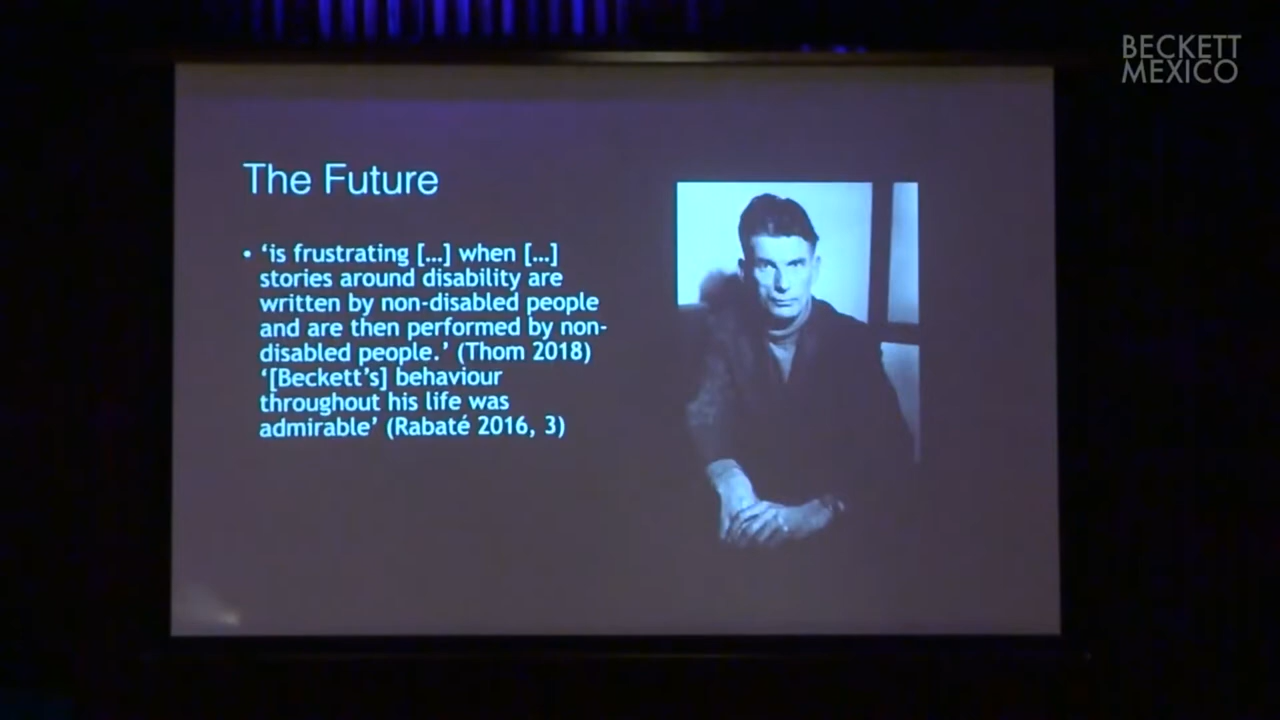 BECKETT
MEXICO
The Future
• ‘is frustrating […] when […]
stories around disability are
written by non-disabled people
and are then performed by non-
disabled people.’ (Thom 2018)
‘[Beckett’s] behaviour
throughout his life was
admirable’ (Rabaté 2016, 3)